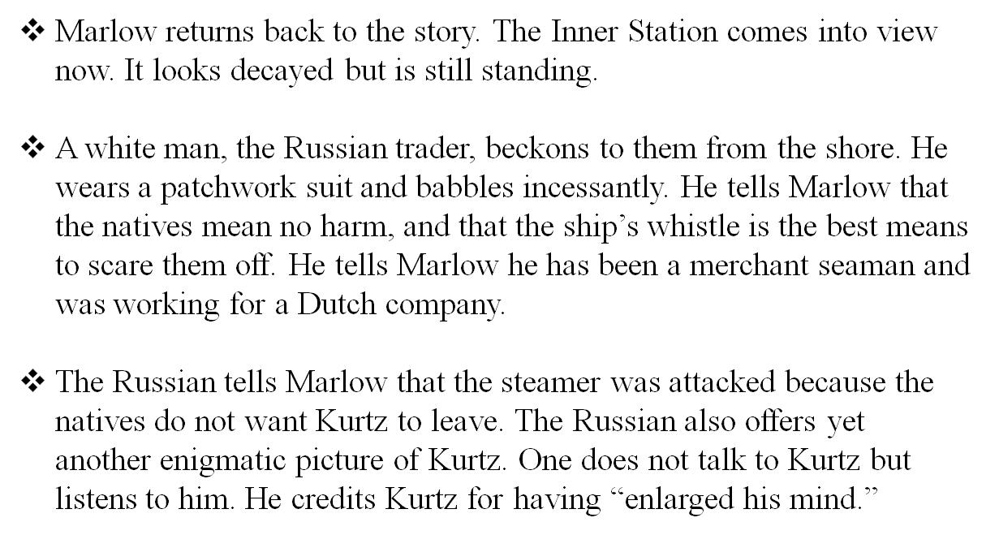 ❖ Marlow returns back to the story. The Inner Station comes into view
now. It looks decayed but is still standing.
❖ A white man, the Russian trader, beckons to them from the shore. He
wears a patchwork suit and babbles incessantly. He tells Marlow that
the natives mean no harm, and that the ship’s whistle is the best means
to scare them off. He tells Marlow he has been a merchant seaman and
was working for a Dutch company.
❖ The Russian tells Marlow that the steamer was attacked because the
natives do not want Kurtz to leave. The Russian also offers yet
another enigmatic picture of Kurtz. One does not talk to Kurtz but
listens to him. He credits Kurtz for having “enlarged his mind.”